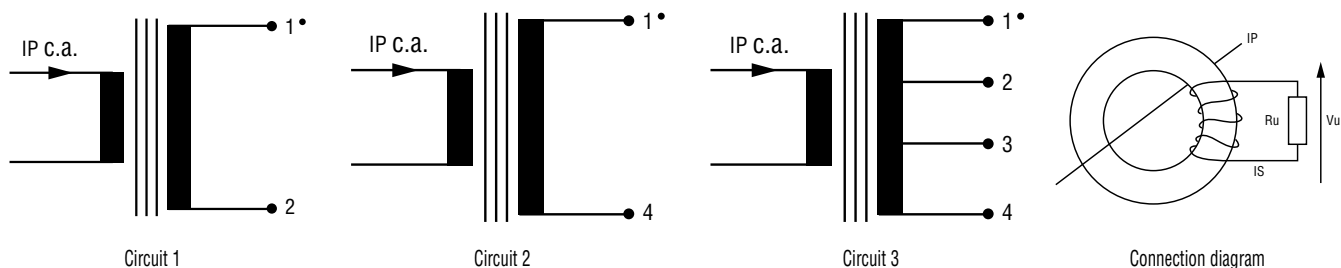 IP c.a.
1
2
Circuit 1
IP c.a.
1
4
Circuit 2
IP c.a.
1
2
3
4
Circuit 3
IP
Ru
Vu
IS
Connection diagram